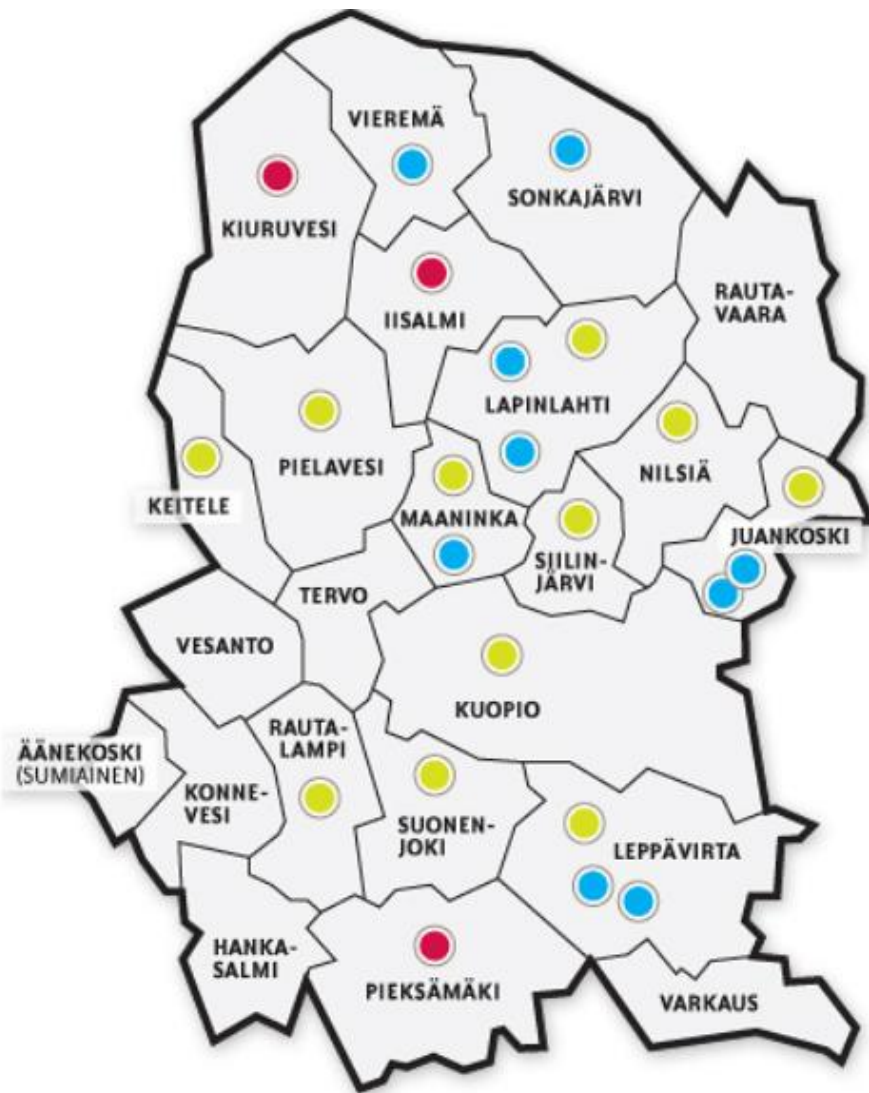 VIEREMÄ
SONKAJÄRVI
KIURUVESI
RAUTA-
VAARA
IISALMI
LAPINLAHTI
PIELAVESI
NILSIÄ
KEITELE
MAANINKA
JUANKOSKI
SIILIN-
JÄRVI
TERVO
VESANTO
KUOPIO
RAUTA-
LAMPI
ÄÄNEKOSKI
(SUMIAINEN)
KONNE-
VESI
SUONEN-
JOKI
LEPPÄVIRTA
HANKA-
SALMI
PIEKSÄMÄKI
VARKAUS